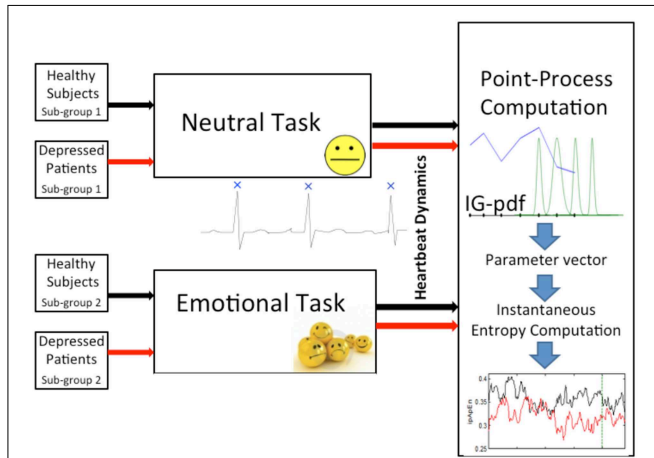 Healthy
Subjects
Sub-group 1
Depressed
Patients
Sub-group 1
Neutral Task
Healthy
Subjects
Sub-group 2
Depressed
Patients
Sub-group 2
Emotional Task
Heartbeat Dynamics
Point-Process
Computation
IG-pdf
Parameter vector
Instantaneous
Entropy Computation
ipApEn
0.4
0.35
0.3
0.25